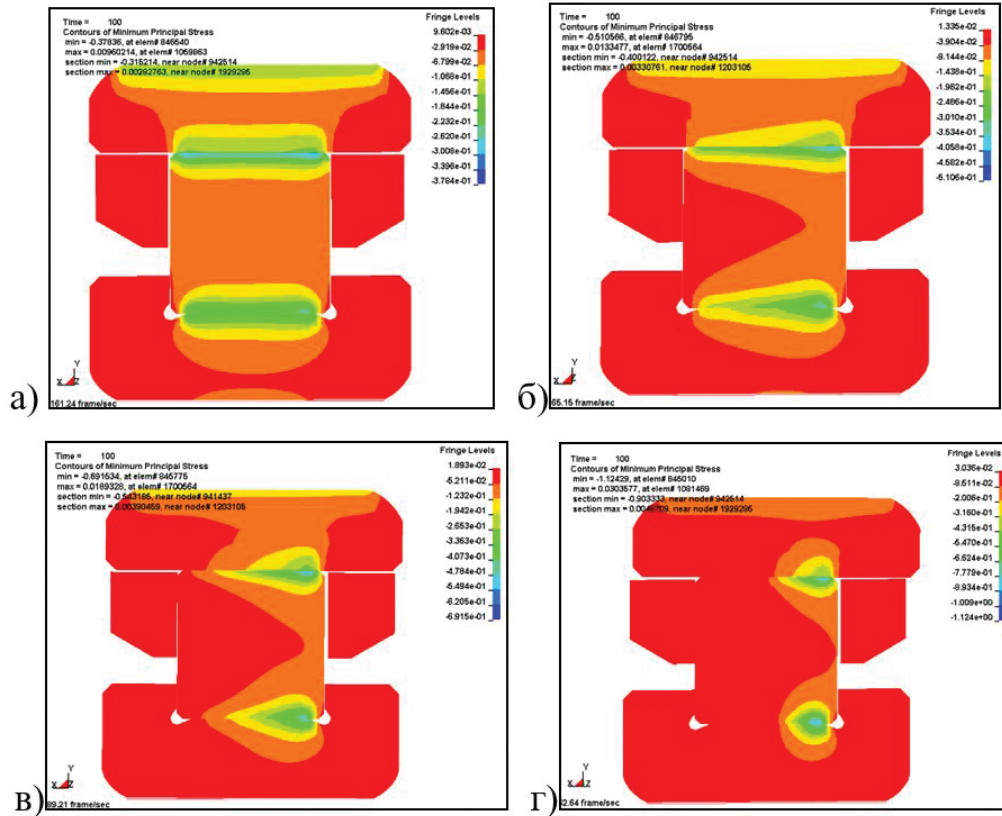 Time = 100
Contours of Minimum Principal Stress
min = -0.37836, at elem# 846540
max = 0.00960214, at elem# 1059863
section min = -0.315214, near node# 942514
section max = 0.00282763, near node# 1929286
Fringe Levels
9.602e-03
-2.919e-02
-6.799e-02
-1.068e-01
-1.456e-01
-1.844e-01
-2.232e-01
-2.620e-01
-3.008e-01
-3.396e-01
-3.784e-01
Y
X Z
161.24 frame/sec
а)
Time = 100
Contours of Minimum Principal Stress
min = -0.510566, at elem# 846795
max = 0.0133477, at elem# 1700564
section min = -0.400122, near node# 942514
section max = 0.00330761, near node# 1203105
Fringe Levels
1.335e-02
-3.904e-02
-9.144e-02
-1.438e-01
-1.962e-01
-2.486e-01
-3.010e-01
-3.534e-01
-4.058e-01
-4.582e-01
-5.106e-01
Y
X Z
65.15 frame/sec
б)
Time = 100
Contours of Minimum Principal Stress
min = -0.691534, at elem# 845775
max = 0.0189328, at elem# 1700564
section min = -0.543185, near node# 941437
section max = 0.00390459, near node# 1203105
Fringe Levels
1.893e-02
-5.211e-02
-1.232e-01
-1.942e-01
-2.653e-01
-3.363e-01
-4.073e-01
-4.784e-01
-5.494e-01
-6.205e-01
-6.915e-01
Y
X Z
89.21 frame/sec
в)
Time = 100
Contours of Minimum Principal Stress
min = -1.12429, at elem# 845010
max = 0.0303577, at elem# 1091469
section min = -0.903333, near node# 942514
section max = near node# 1929286
Fringe Levels
3.036e-02
-8.511e-02
-2.006e-01
-3.160e-01
-4.315e-01
-5.470e-01
-6.624e-01
-7.779e-01
-8.934e-01
-1.009e+00
-1.124e+00
Y
X Z
62.64 frame/sec
г)